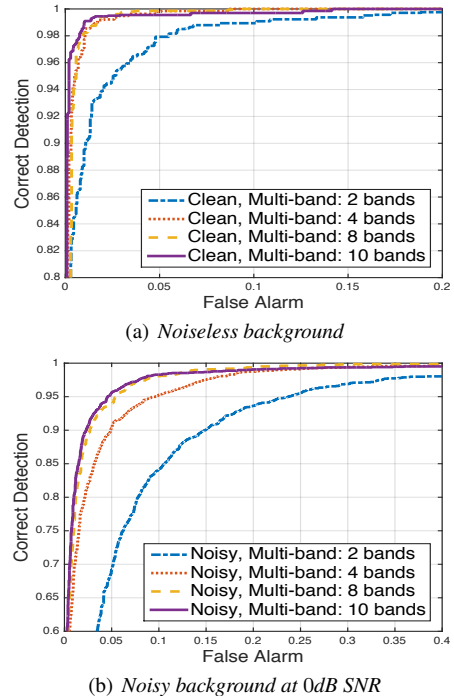 1
0.98
0.96
0.94
0.92
0.9
0.88
0.86
0.84
0.82
0.8
Correct Detection
Clean, Multi-band: 2 bands
Clean, Multi-band: 4 bands
Clean, Multi-band: 8 bands
Clean, Multi-band: 10 bands
0 0.05 0.1 0.15 0.2
False Alarm
(a) Noiseless background
1
0.95
0.9
0.85
0.8
0.75
0.7
0.65
0.6
Correct Detection
Noisy, Multi-band: 2 bands
Noisy, Multi-band: 4 bands
Noisy, Multi-band: 8 bands
Noisy, Multi-band: 10 bands
0 0.05 0.1 0.15 0.2 0.25 0.3 0.35 0.4
False Alarm
(b) Noisy background at 0dB SNR